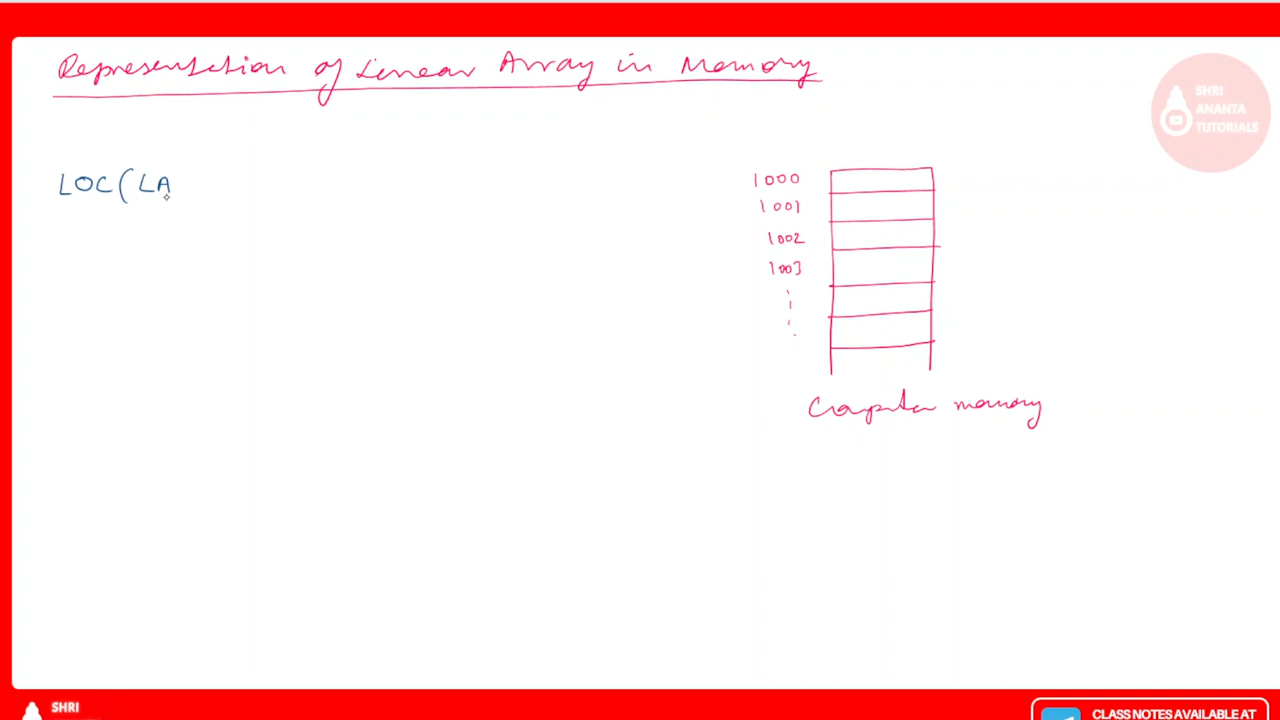 Representation of Linear Array in Memory
SHRI
ANANTA
TUTORIALS
LOC(LA
1000
1001
1002
1003
Computer memory
SHRI
CLASS NOTES AVAILABLE AT